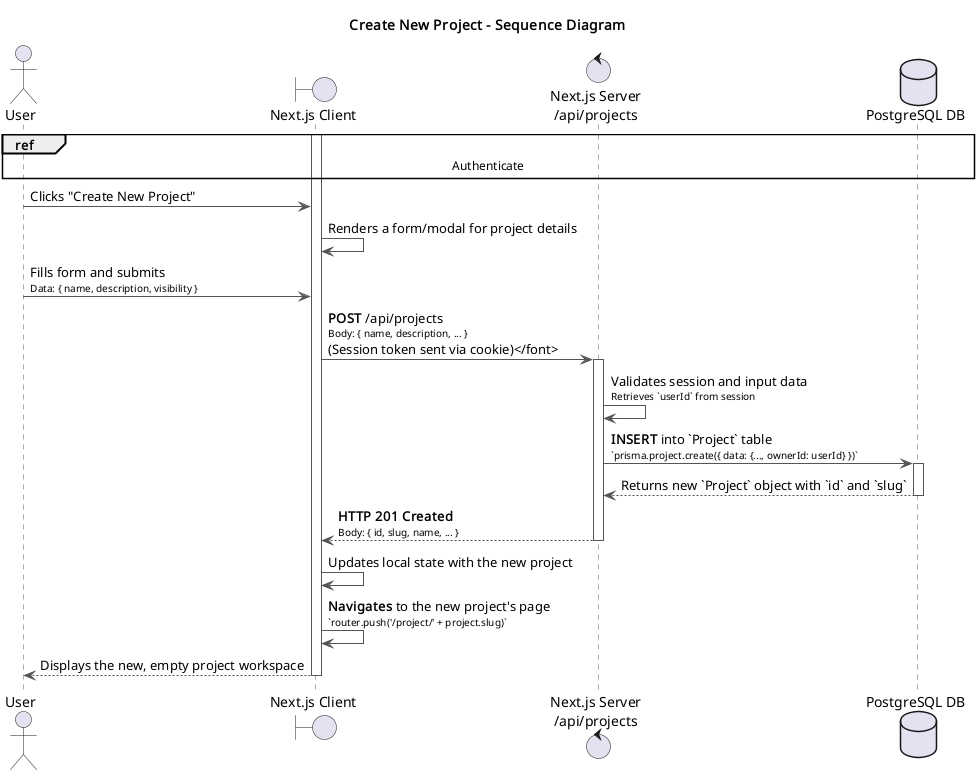 Create New Project - Sequence Diagram
User
Next.js Client
Next.js Server
/api/projects
PostgreSQL DB
ref
Authenticate
Clicks "Create New Project"
Renders a form/modal for project details
Fills form and submits
Data: { name, description, visibility }
POST /api/projects
Body: { name, description, ... }
(Session token sent via cookie)</font>
Validates session and input data
Retrieves `userId` from session
INSERT into `Project` table
`prisma.project.create({ data: {..., ownerId: userId} })`
Returns new `Project` object with `id` and `slug`
HTTP 201 Created
Body: { id, slug, name, ... }
Updates local state with the new project
Navigates to the new project's page
`router.push('/project/' + project.slug)`
Displays the new, empty project workspace
User
Next.js Client
Next.js Server
/api/projects
PostgreSQL DB